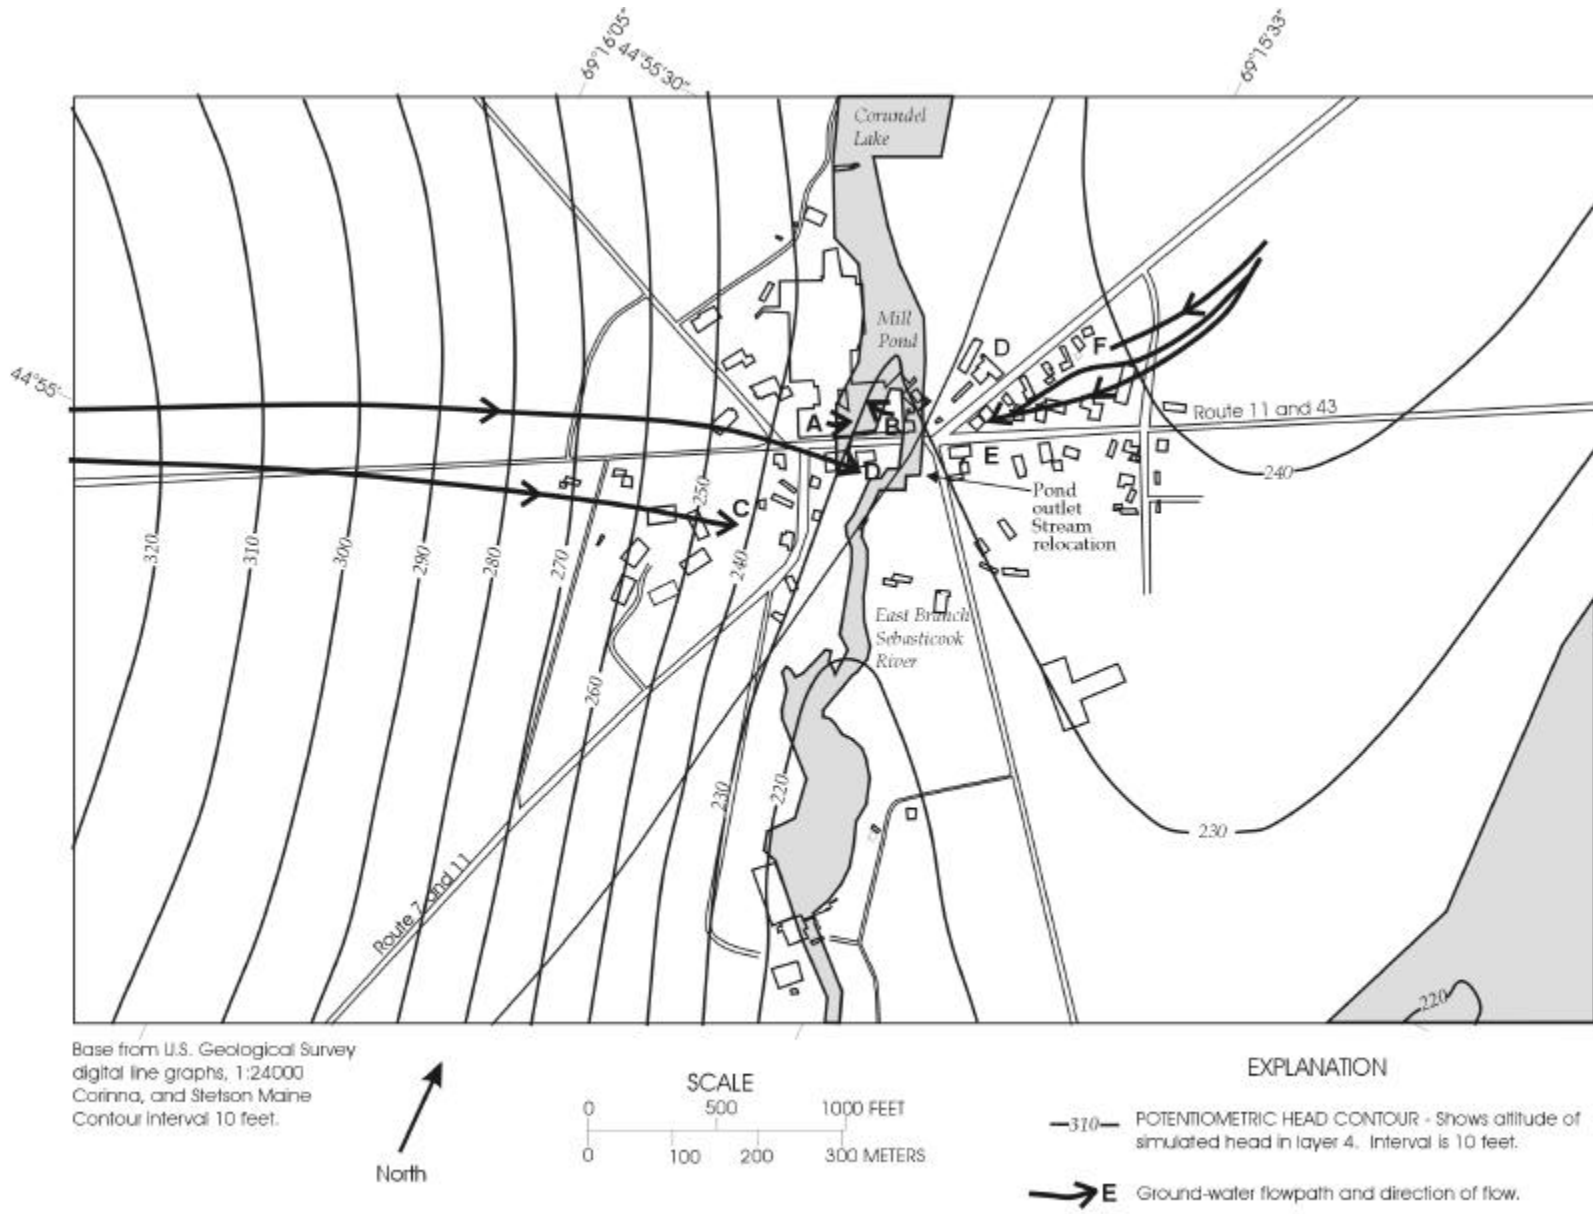 69°16'05"
44°55'30"
69°15'33"
Corundel
Lake
Mill
Pond
44°55'
D
F
Route 11 and 43
A
B
D
E
240
Pond
outlet
Stream
relocation
C
250
320
310
300
290
280
270
240
East Branch
Sebasticook
River
260
230
220
230
Route 7 and 11
220
Base from U.S. Geological Survey
digital line graphs, 1:24000
Corinna, and Stetson Maine
Contour interval 10 feet.
North
SCALE
0 500 1000 FEET
0 100 200 300 METERS
EXPLANATION
310 POTENTIOMETRIC HEAD CONTOUR - Shows altitude of
simulated head in layer 4. Interval is 10 feet.
E Ground-water flowpath and direction of flow.